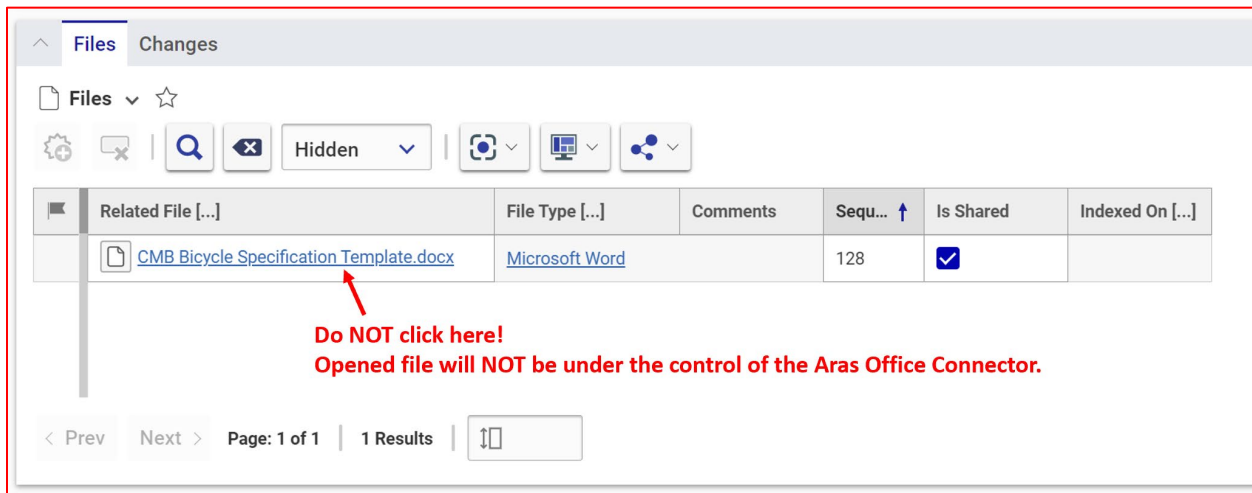 Files Changes
Files
Hidden
Related File [...] File Type [...] Comments Sequ... Is Shared Indexed On [...]
CMB Bicycle Specification Template.docx Microsoft Word 128
Do NOT click here!
Opened file will NOT be under the control of the Aras Office Connector.
< Prev Next > Page: 1 of 1 | 1 Results |